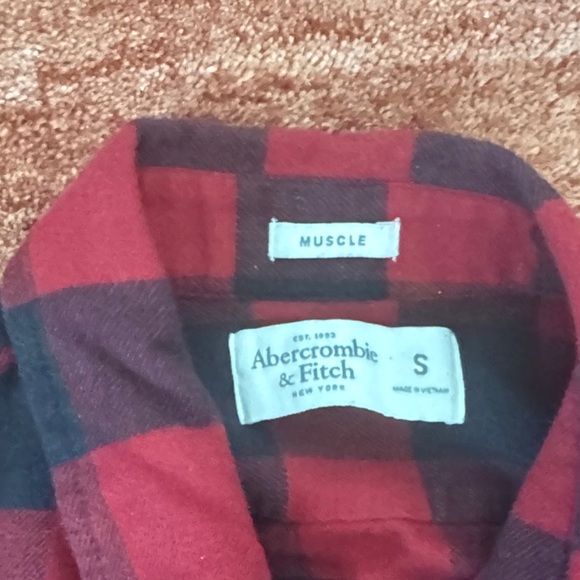 MUSCLE
EST. 1892
Abercrombie
& Fitch
NEW YORK
S
MADE IN VIETNAM